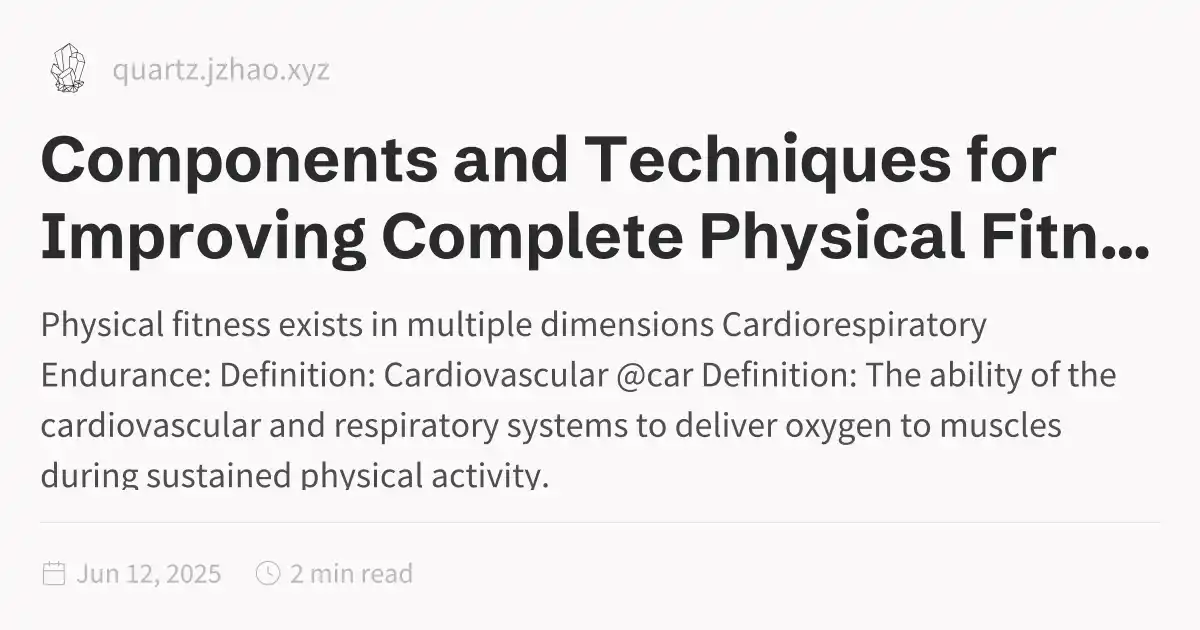 quartz.jzhao.xyz
Components and Techniques for
Improving Complete Physical Fitn...
Physical fitness exists in multiple dimensions Cardiorespiratory
Endurance: Definition: Cardiovascular @car Definition: The ability of the
cardiovascular and respiratory systems to deliver oxygen to muscles
during sustained physical activity.
Jun 12, 2025 2 min read